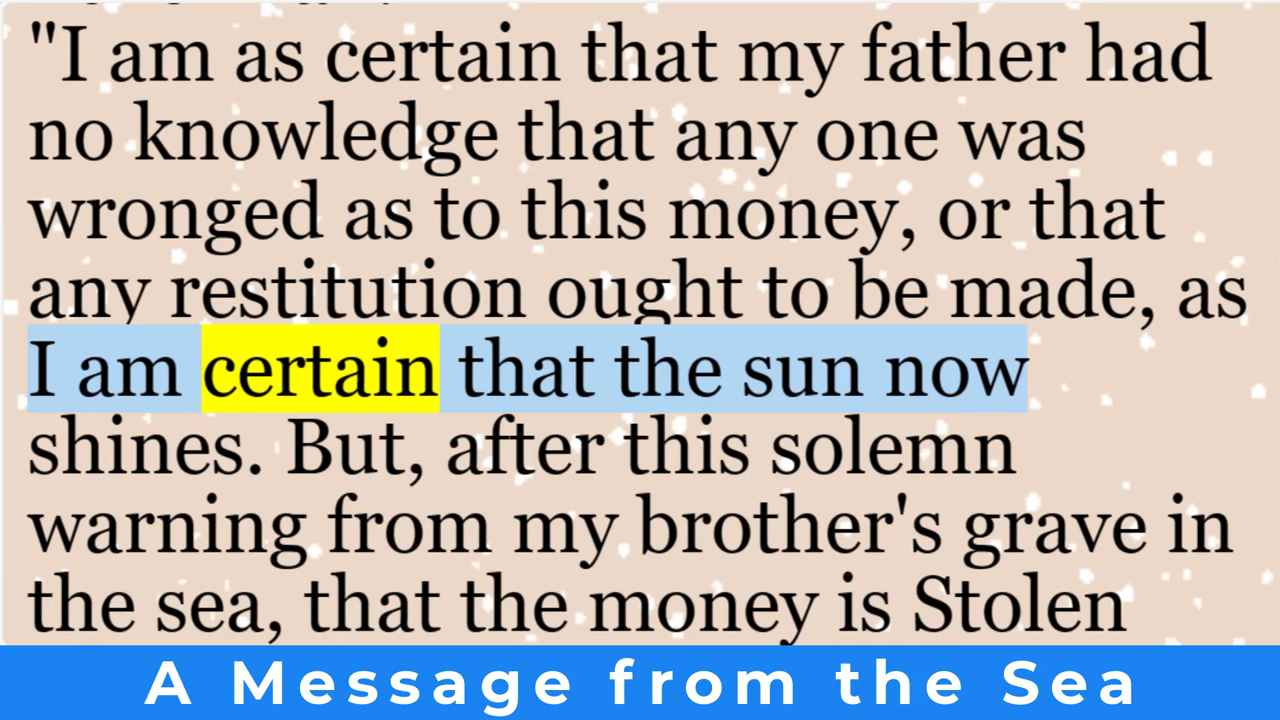 "I am as certain that my father had
no knowledge that any one was
wronged as to this money, or that
any restitution ought to be made, as
I am certain that the sun now
shines. But, after this solemn
warning from my brother's grave in
the sea, that the money is Stolen
A Message from the Sea